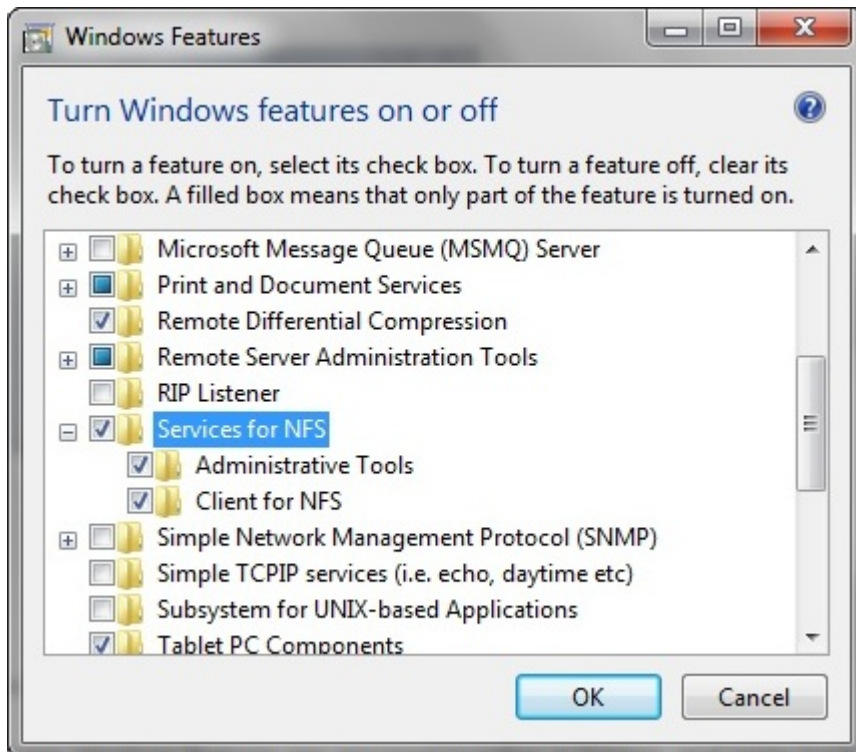 Windows Features
Turn Windows features on or off
To turn a feature on, select its check box. To turn a feature off, clear its
check box. A filled box means that only part of the feature is turned on.
Microsoft Message Queue (MSMQ) Server
Print and Document Services
Remote Differential Compression
Remote Server Administration Tools
RIP Listener
Services for NFS
Administrative Tools
Client for NFS
Simple Network Management Protocol (SNMP)
Simple TCPIP services (i.e. echo, daytime etc)
Subsystem for UNIX-based Applications
Tablet PC Components
OK Cancel